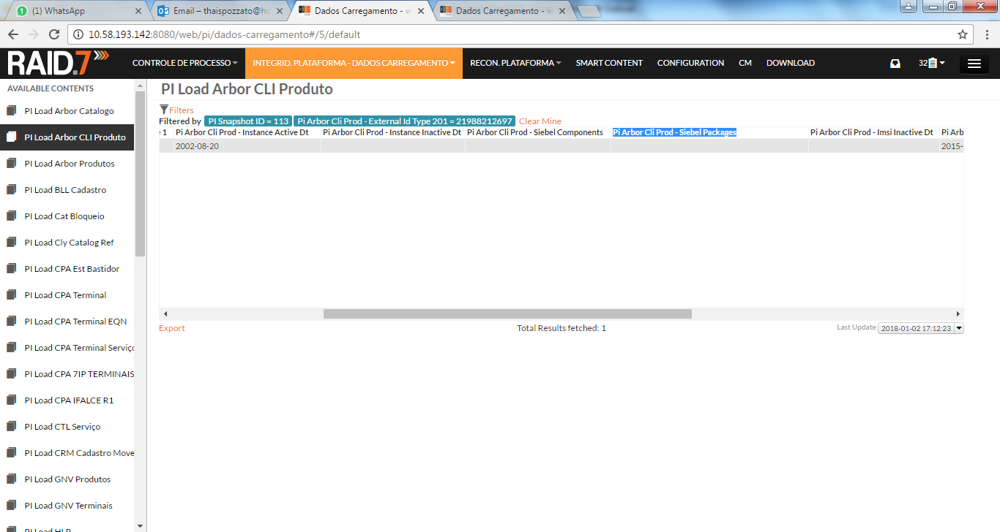 (1) WhatsApp
Email – thaispozzato@ho
Dados Carregamento - w
Dados Carregamento - w
10.58.193.142:8080/web/pi/dados-carregamento#/5/default
RAID.7
CONTROLE DE PROCESSO
INTEGRID. PLATAFORMA - DADOS CARREGAMENTO
RECON. PLATAFORMA
SMART CONTENT
CONFIGURATION
CM
DOWNLOAD
32
AVAILABLE CONTENTS
PI Load Arbor Catalogo
PI Load Arbor CLI Produto
PI Load Arbor Produtos
PI Load BLL Cadastro
PI Load Cat Bloqueio
PI Load Cly Catalog Ref
PI Load CPA Est Bastidor
PI Load CPA Terminal
PI Load CPA Terminal EQN
PI Load CPA Terminal Serviço
PI Load CPA 7IP TERMINAIS
PI Load CPA IFALCE R1
PI Load CTL Serviço
PI Load CRM Cadastro Move
PI Load GNV Produtos
PI Load GNV Terminais
PI Load HLR
PI Load Arbor CLI Produto
Filters
Filtered by PI Snapshot ID = 113 Pi Arbor Cli Prod - External Id Type 201 = 21988212697 Clear Mine
1 Pi Arbor Cli Prod - Instance Active Dt Pi Arbor Cli Prod - Instance Inactive Dt Pi Arbor Cli Prod - Siebel Components Pi Arbor Cli Prod - Siebel Packages Pi Arbor Cli Prod - Imsi Inactive Dt Pi Arb
2002-08-20 2015-
Export Total Results fetched: 1 Last Update 2018-01-02 17:12:23